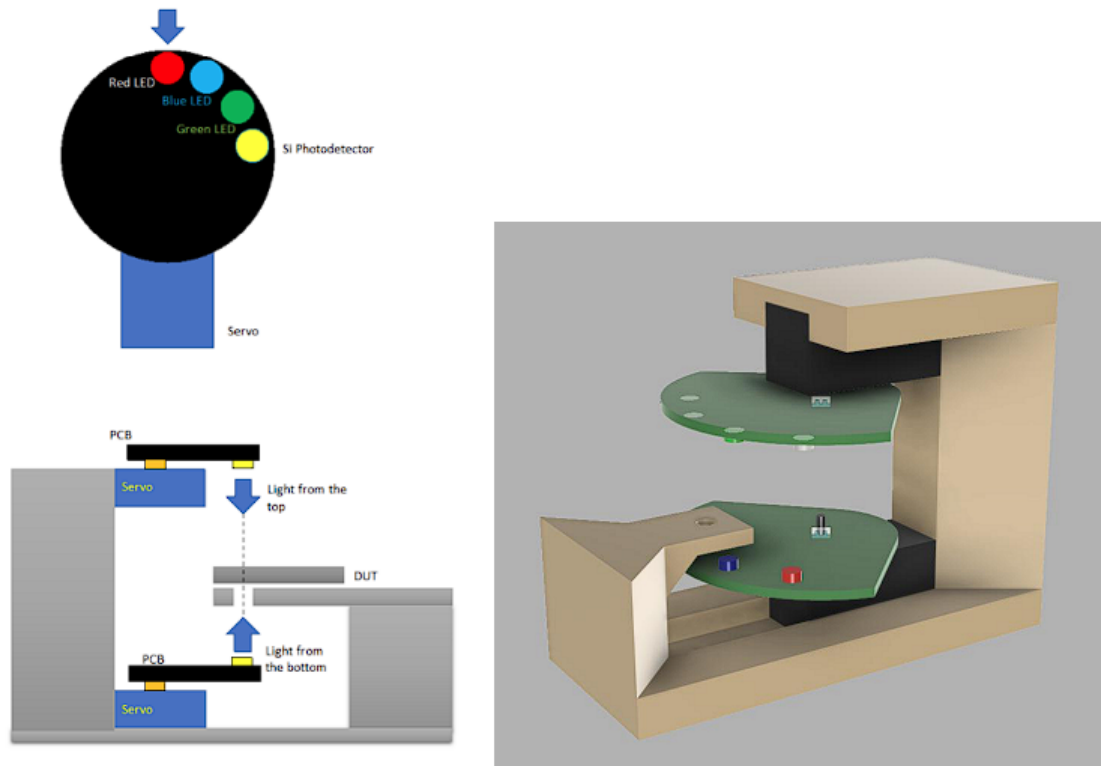 Red LED
Blue LED
Green LED
Si Photodetector
Servo
PCB
Servo
Light from the
top
DUT
Light from
the bottom
PCB
Servo